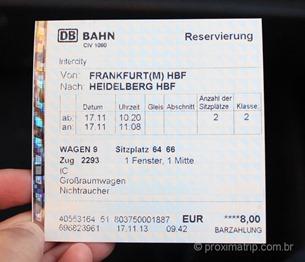 DB BAHN Reservierung
CIV 1080
Intercity
Von: FRANKFURT(M) HBF
Nach: HEIDELBERG HBF
Datum Uhrzeit Gleis Abschnitt Anzahl der Sitzplätze Klasse:
ab: 17.11 10.20 2 2
an: 17.11 11.08
WAGEN 9 Sitzplatz 64 66
Zug 2293 1 Fenster, 1 Mitte
IC
Großraumwagen
Nichtraucher
40553164 51 803750001887 EUR ****8,00
696823961 17.11.13 09.42 BARZAHLUNG
© proximatrip.com.br